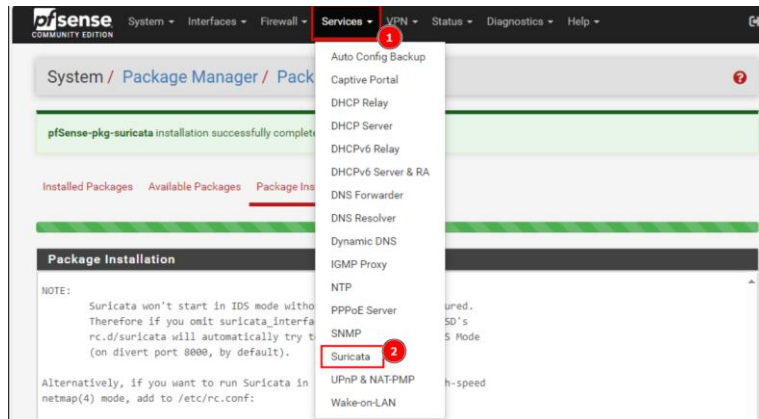 pfsense
COMMUNITY EDITION
System Interfaces Firewall Services VPN Status Diagnostics Help
1
System / Package Manager / Pack
pfSense-pkg-suricata installation successfully complet
Installed Packages Available Packages Package Ins
Package Installation
NOTE:
Suricata won't start in IDS mode witho ured.
Therefore if you omit suricata_interfa SD's
rc.d/suricata will automatically try t S Mode
(on divert port 8000, by default).
Alternatively, if you want to run Suricata in h-speed
netmap(4) mode, add to /etc/rc.conf:
Auto Config Backup
Captive Portal
DHCP Relay
DHCP Server
DHCPv6 Relay
DHCPv6 Server & RA
DNS Forwarder
DNS Resolver
Dynamic DNS
IGMP Proxy
NTP
PPPoE Server
SNMP
Suricata 2
UPnP & NAT-PMP
Wake-on-LAN